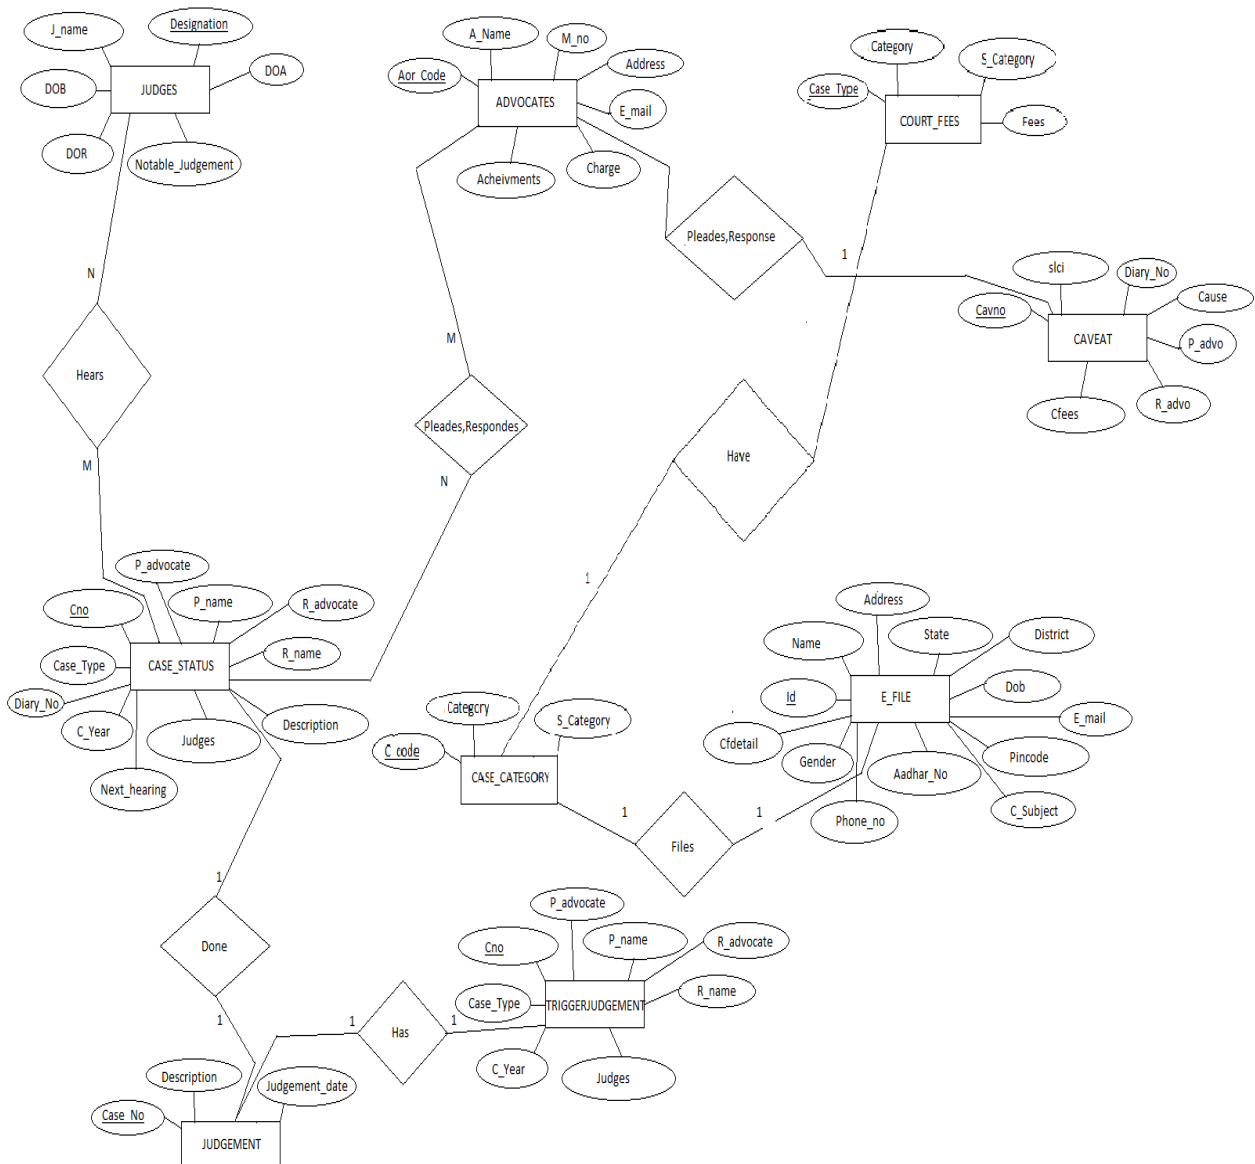 J_name
Designation
DOB
JUDGES
DOA
DOR
Notable_Judgement
A_Name
M_no
Aor_Code
Address
ADVOCATES
E_mail
Acheivments
Charge
Category
S_Category
Case_Type
COURT_FEES
Fees
Pleades,Response
1
slci
Diary_No
Cavno
Cause
CAVEAT
P_advo
Cfees
R_advo
N
Hears
M
M
Pleades,Respondes
N
Have
1
P_advocate
Cno
P_name
R_advocate
Case_Type
CASE_STATUS
R_name
Diary_No
C_Year
Judges
Description
Next_hearing
Category
S_Category
C_code
CASE_CATEGORY
Address
Name
State
District
Id
E_FILE
Dob
Cfdetail
E_mail
Gender
Aadhar_No
Pincode
Phone_no
C_Subject
1
Files
1
1
Done
1
P_advocate
Cno
P_name
R_advocate
Case_Type
TRIGGERJUDGEMENT
R_name
C_Year
Judges
1
Has
1
Description
Judgement_date
Case_No
JUDGEMENT